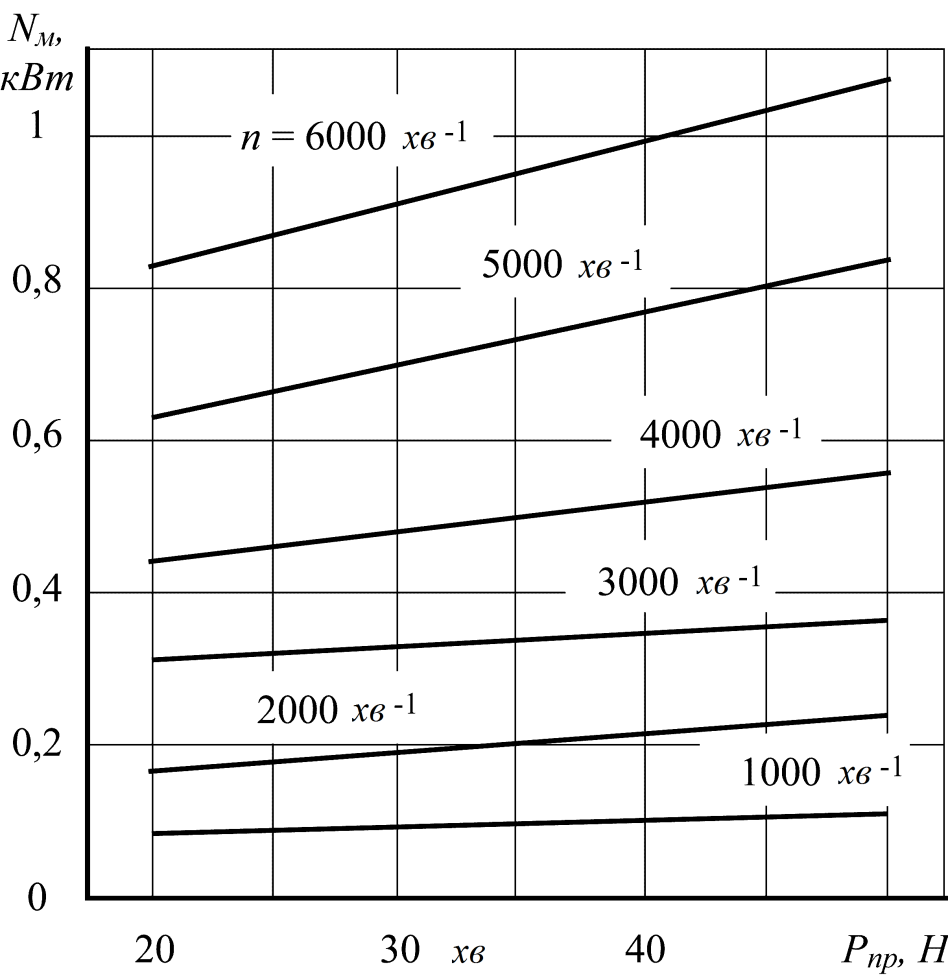 Nм,
кВт
1
n = 6000 хв -1
5000 хв -1
0,8
4000 хв -1
0,6
3000 хв -1
0,4
2000 хв -1
0,2
1000 хв -1
0
20 30 хв 40 Pпр, Н